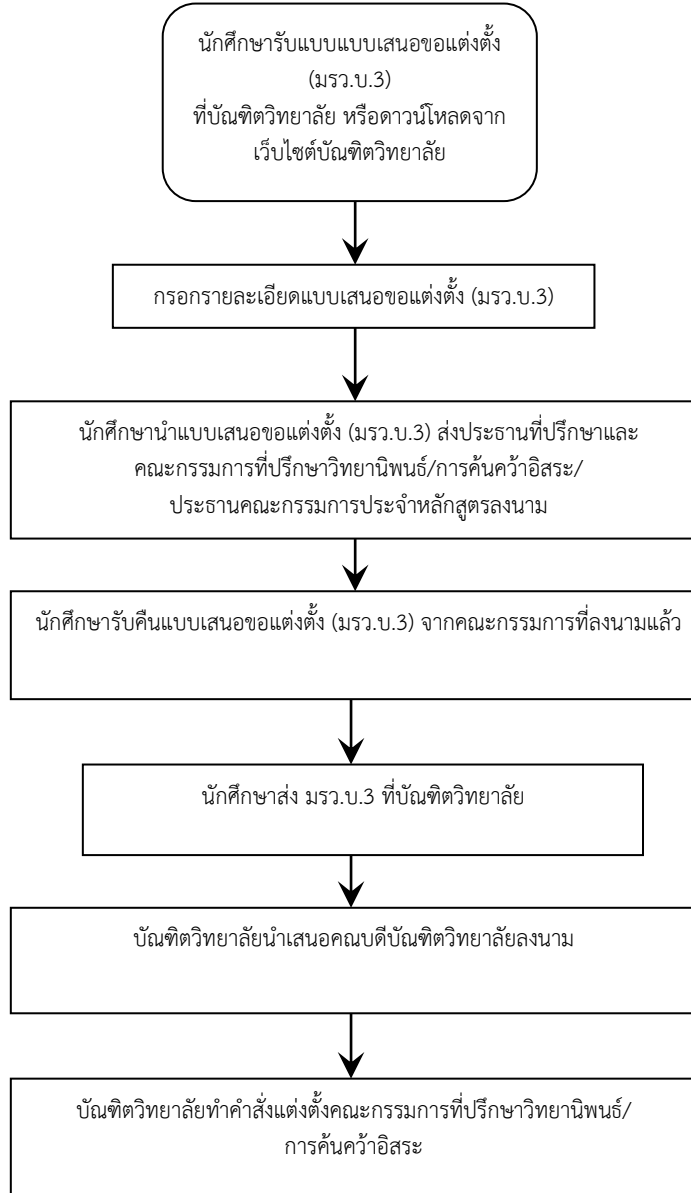 นักศึกษารับแบบแบบเสนอขอแต่งตั้ง
(มรว.บ.3)
ที่บัณฑิตวิทยาลัย หรือดาวน์โหลดจาก
เว็บไซต์บัณฑิตวิทยาลัย
กรอกรายละเอียดแบบเสนอขอแต่งตั้ง (มรว.บ.3)
นักศึกษานำแบบเสนอขอแต่งตั้ง (มรว.บ.3) ส่งประธานที่ปรึกษาและ
คณะกรรมการที่ปรึกษาวิทยานิพนธ์/การค้นคว้าอิสระ/
ประธานคณะกรรมการประจำหลักสูตรลงนาม
นักศึกษารับคืนแบบเสนอขอแต่งตั้ง (มรว.บ.3) จากคณะกรรมการที่ลงนามแล้ว
นักศึกษาส่ง มรว.บ.3 ที่บัณฑิตวิทยาลัย
บัณฑิตวิทยาลัยนำเสนอคณบดีบัณฑิตวิทยาลัยลงนาม
บัณฑิตวิทยาลัยทำคำสั่งแต่งตั้งคณะกรรมการที่ปรึกษาวิทยานิพนธ์/
การค้นคว้าอิสระ